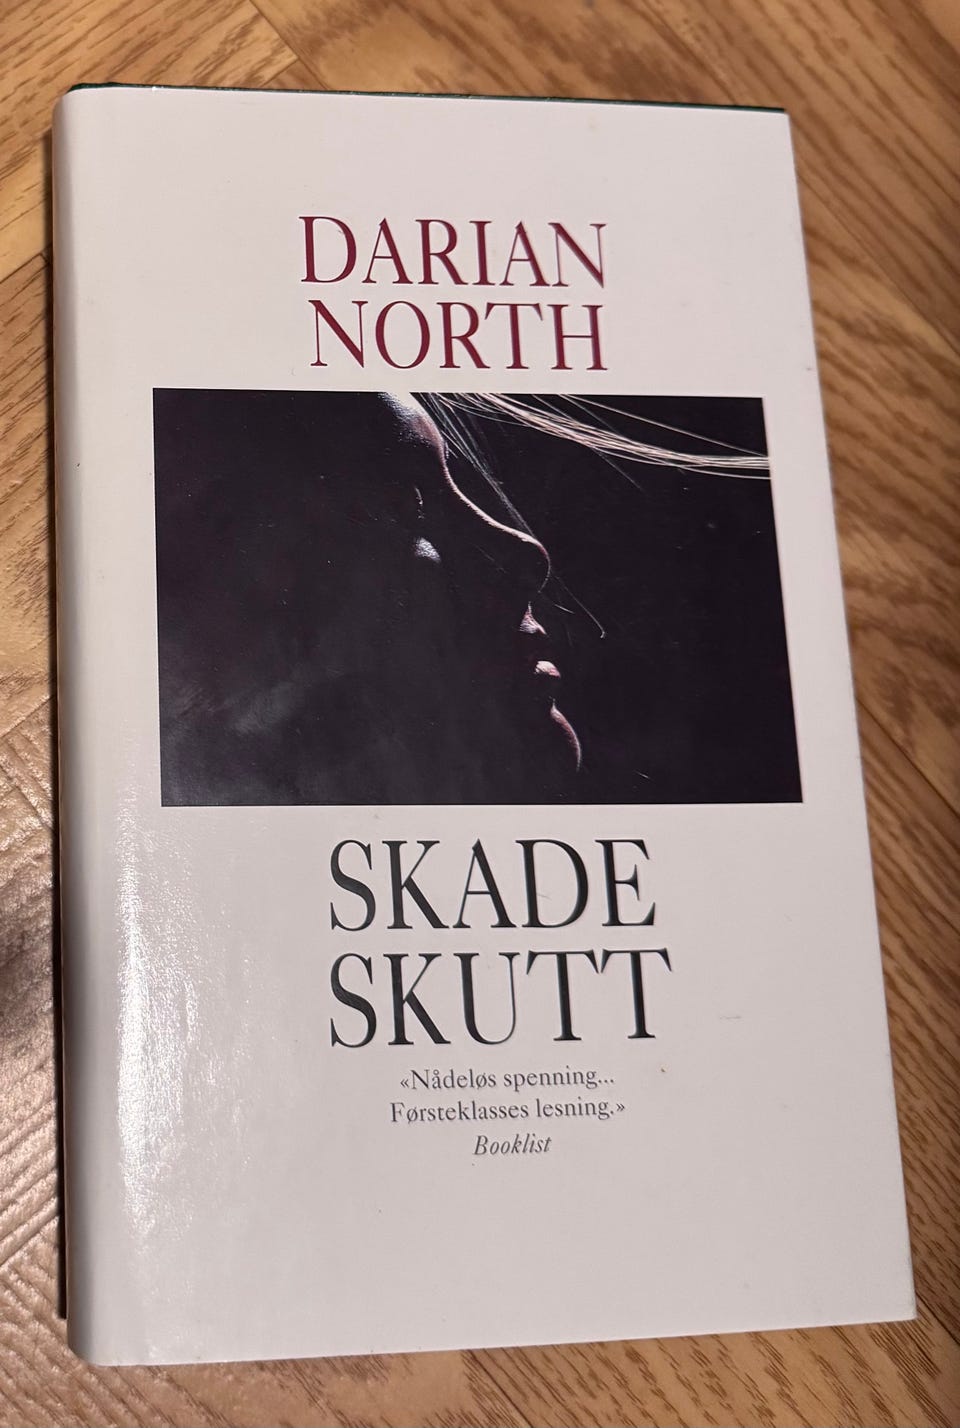 DARIAN
NORTH
SKADE
SKUTT
«Nådeløs spenning...
Førsteklasses lesning.»
Booklist